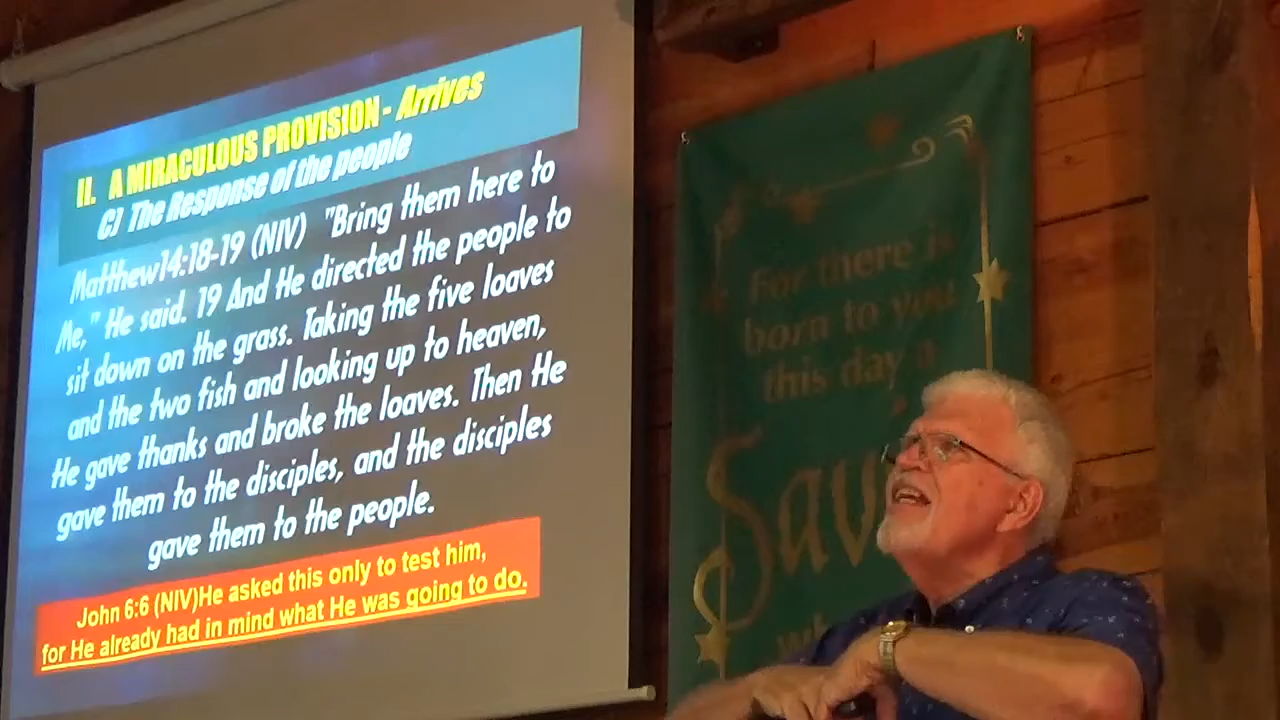 II. A MIRACULOUS PROVISION - Arrives
C) The Response of the people
Matthew14:18-19 (NIV) "Bring them here to
Me," He said. 19 And He directed the people to
sit down on the grass. Taking the five loaves
and the two fish and looking up to heaven,
He gave thanks and broke the loaves. Then He
gave them to the disciples, and the disciples
gave them to the people.
John 6:6 (NIV)He asked this only to test him,
for He already had in mind what He was going to do.
For there is
born to you
this day a
Sav